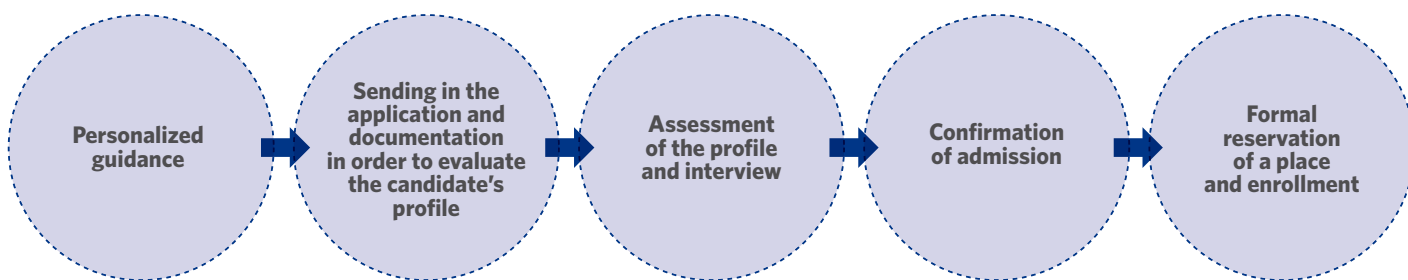 Personalized
guidance
Sending in the
application and
documentation
in order to evaluate
the candidate's
profile
Assessment
of the profile
and interview
Confirmation
of admission
Formal
reservation
of a place
and enrollment